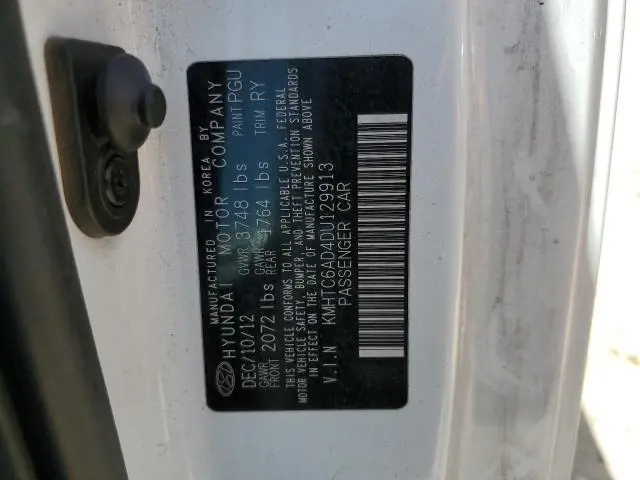 MANUFACTURED IN KOREA BY
HYUNDAI MOTOR COMPANY
DEC/10/12 GVWR 3748 lbs PAINT PGU
GAWR FRONT 2072 lbs GAWR REAR 1764 lbs TRIM RY
THIS VEHICLE CONFORMS TO ALL APPLICABLE U.S.A. FEDERAL
MOTOR VEHICLE SAFETY, BUMPER, AND THEFT PREVENTION STANDARDS
IN EFFECT ON THE DATE OF MANUFACTURE SHOWN ABOVE
V.I.N KMHTC6AD4DU129913
PASSENGER CAR